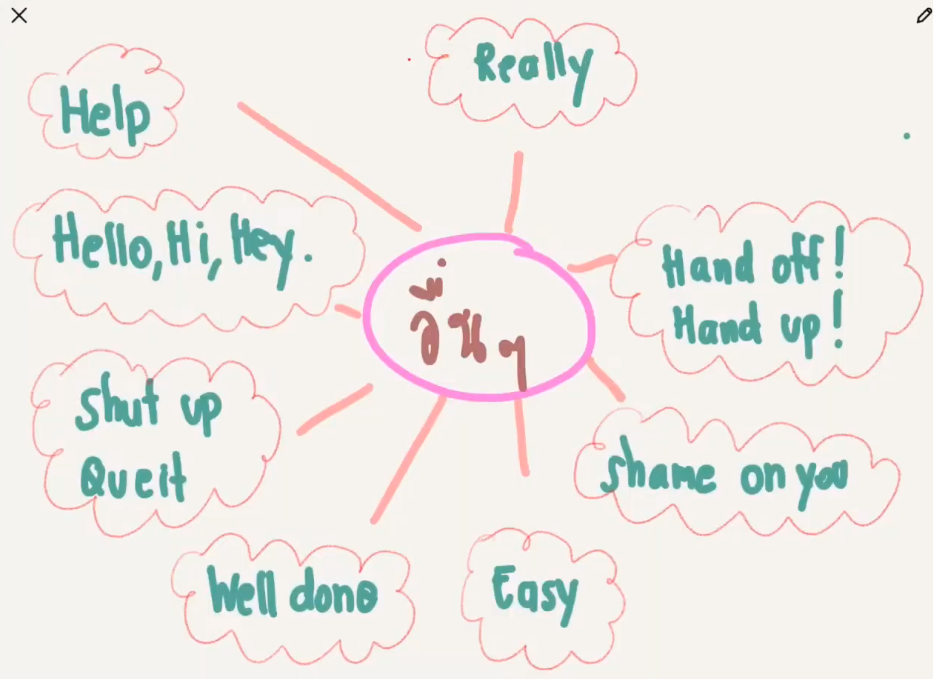 Really
Help
Hello, Hi, Hey.
Hand off!
Hand up!
อื่นๆ
Shut up
Queit
Shame on you
Well done
Easy